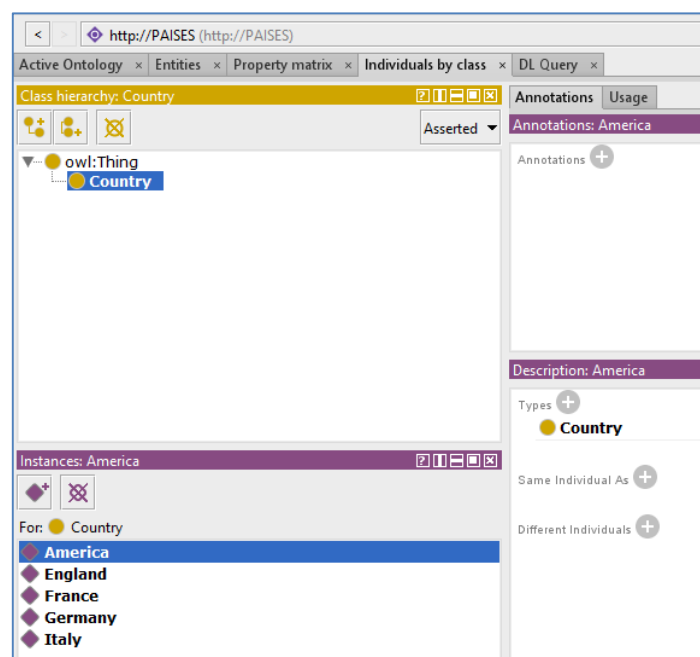 < > http://PAISES (http://PAISES)
Active Ontology × Entities × Property matrix × Individuals by class × DL Query ×
Class hierarchy: Country
Asserted
owl:Thing
Country
Instances: America
For: Country
America
England
France
Germany
Italy
Annotations Usage
Annotations: America
Annotations
Description: America
Types
Country
Same Individual As
Different Individuals